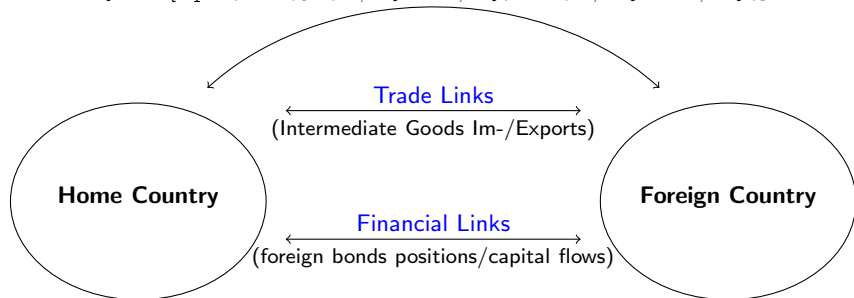 Trade Links
(Intermediate Goods Im-/Exports)
Home Country
Foreign Country
Financial Links
(foreign bonds positions/capital flows)